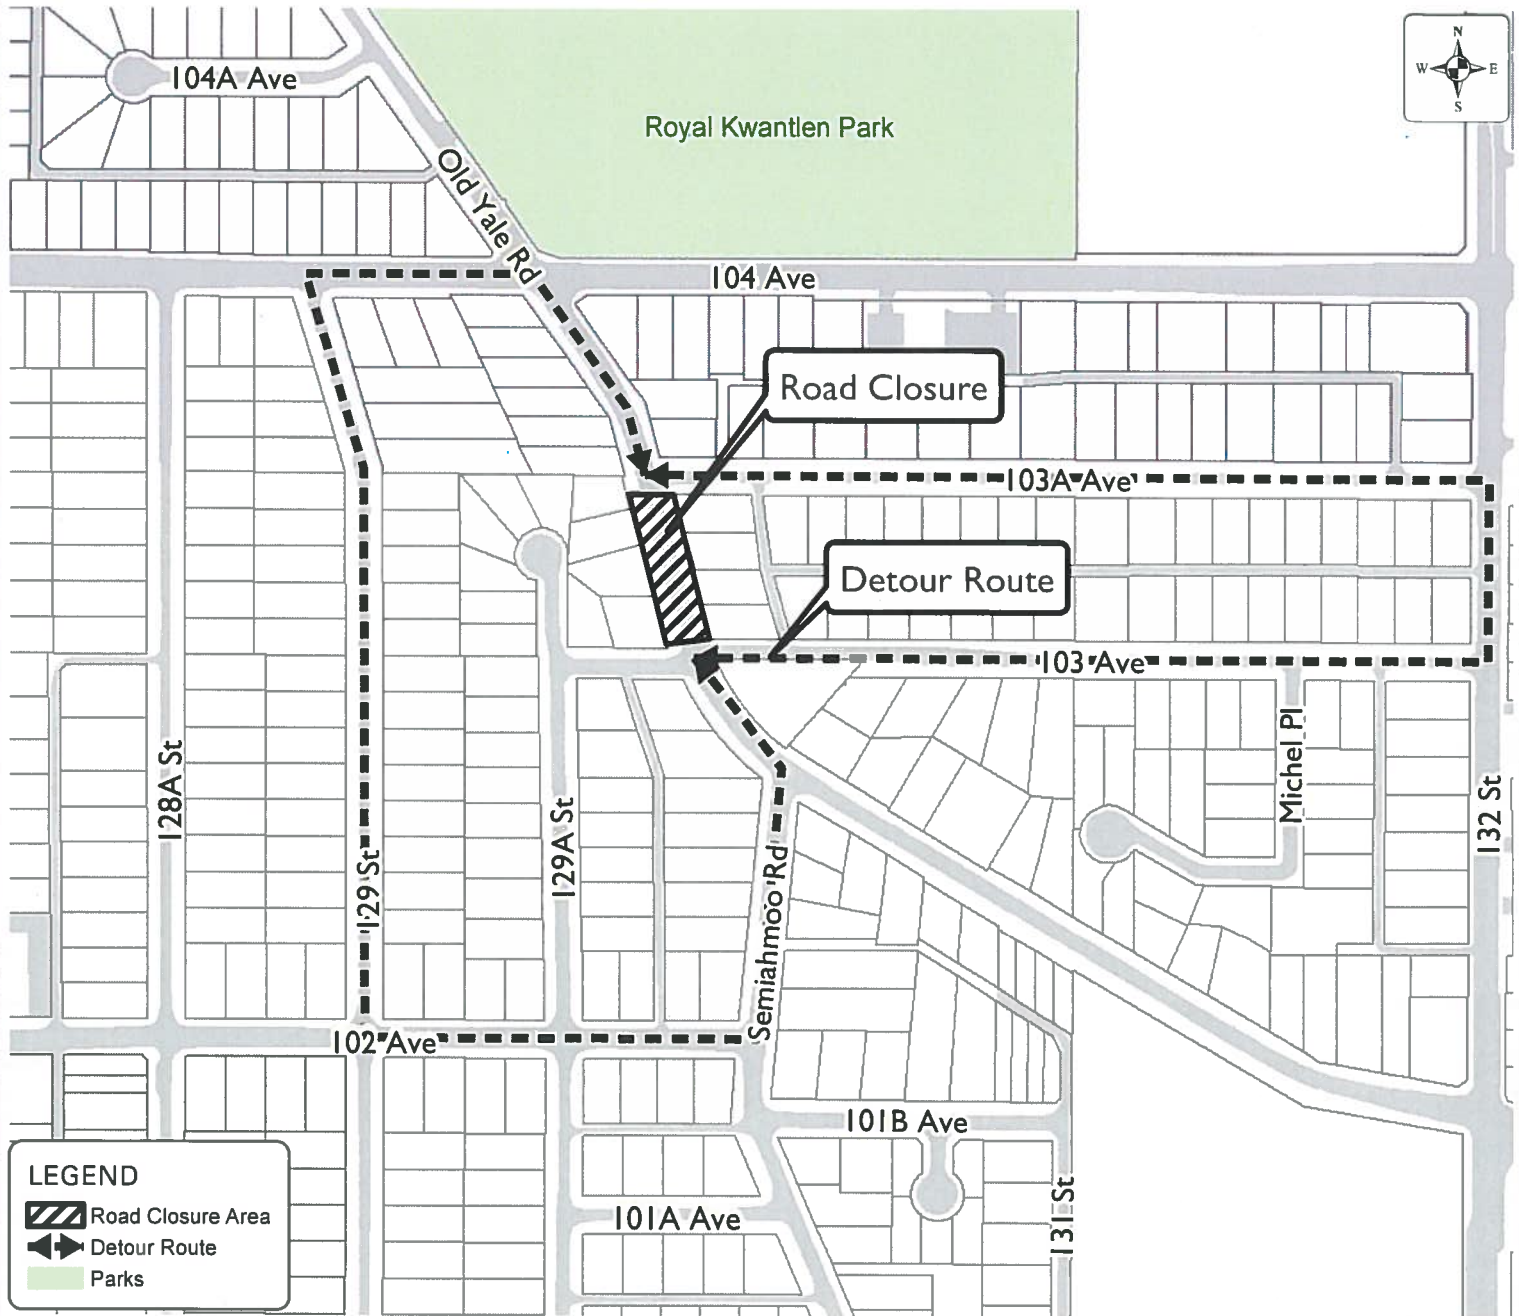 N
W E
S
104A Ave
Royal Kwantlen Park
Old Yale Rd
104 Ave
Road Closure
103A Ave
Detour Route
103 Ave
Michel Pl
128A St
129 St
129A St
132 St
Semiahmoo Rd
102 Ave
101B Ave
131 St
101A Ave
LEGEND
Road Closure Area
Detour Route
Parks